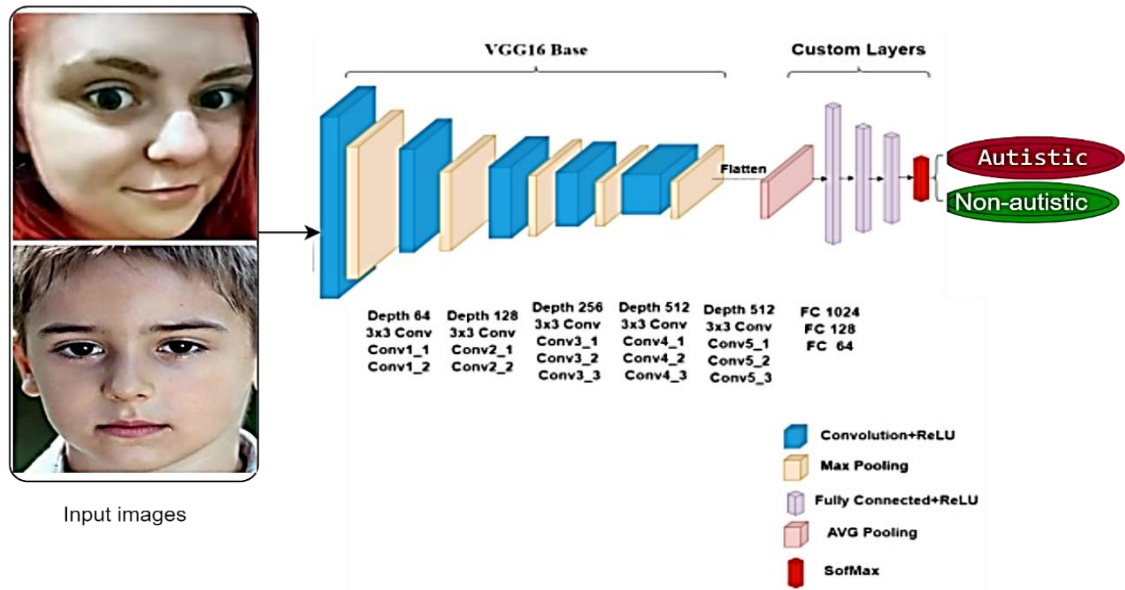 VGG16 Base
Custom Layers
Flatten
Autistic
Non-autistic
Depth 64
3x3 Conv
Conv1_1
Conv1_2
Depth 128
3x3 Conv
Conv2_1
Conv2_2
Depth 256
3x3 Conv
Conv3_1
Conv3_2
Conv3_3
Depth 512
3x3 Conv
Conv4_1
Conv4_2
Conv4_3
Depth 512
3x3 Conv
Conv5_1
Conv5_2
Conv5_3
FC 1024
FC 128
FC 64
Input images
Convolution+ReLU
Max Pooling
Fully Connected+ReLU
AVG Pooling
SofMax